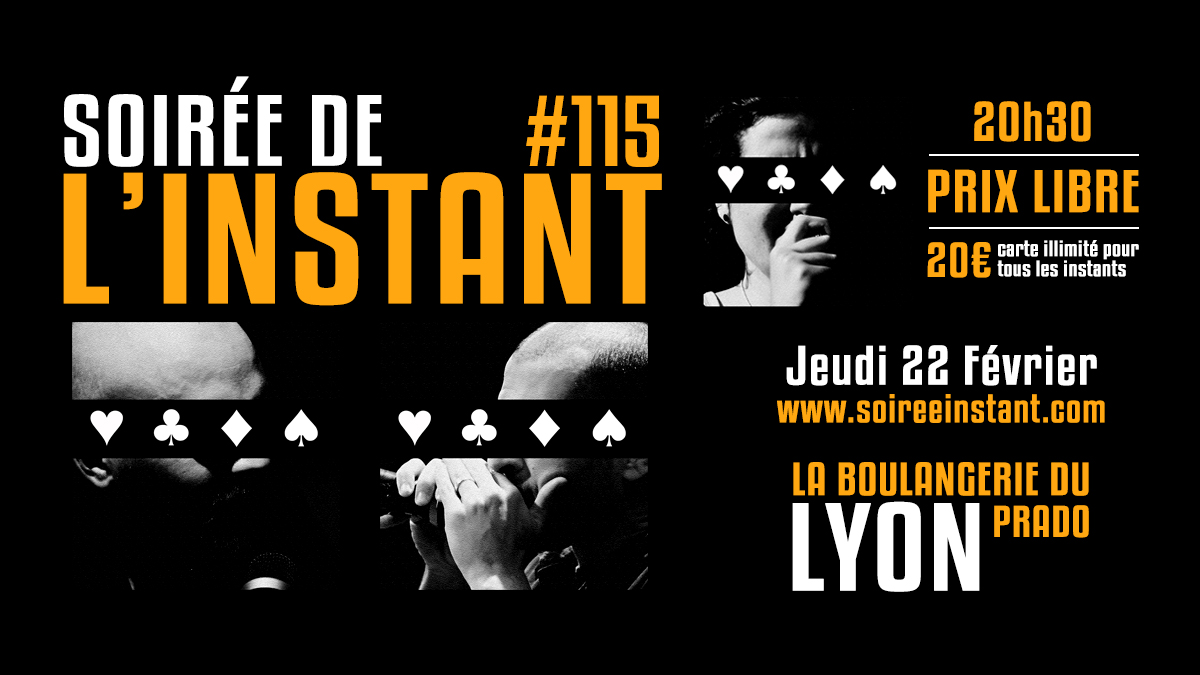 SOIRÉE DE #115
L'INSTANT
20h30
PRIX LIBRE
20€ carte illimité pour
tous les instants
Jeudi 22 Février
www.soireeinstant.com
LA BOULANGERIE DU
LYON PRADO